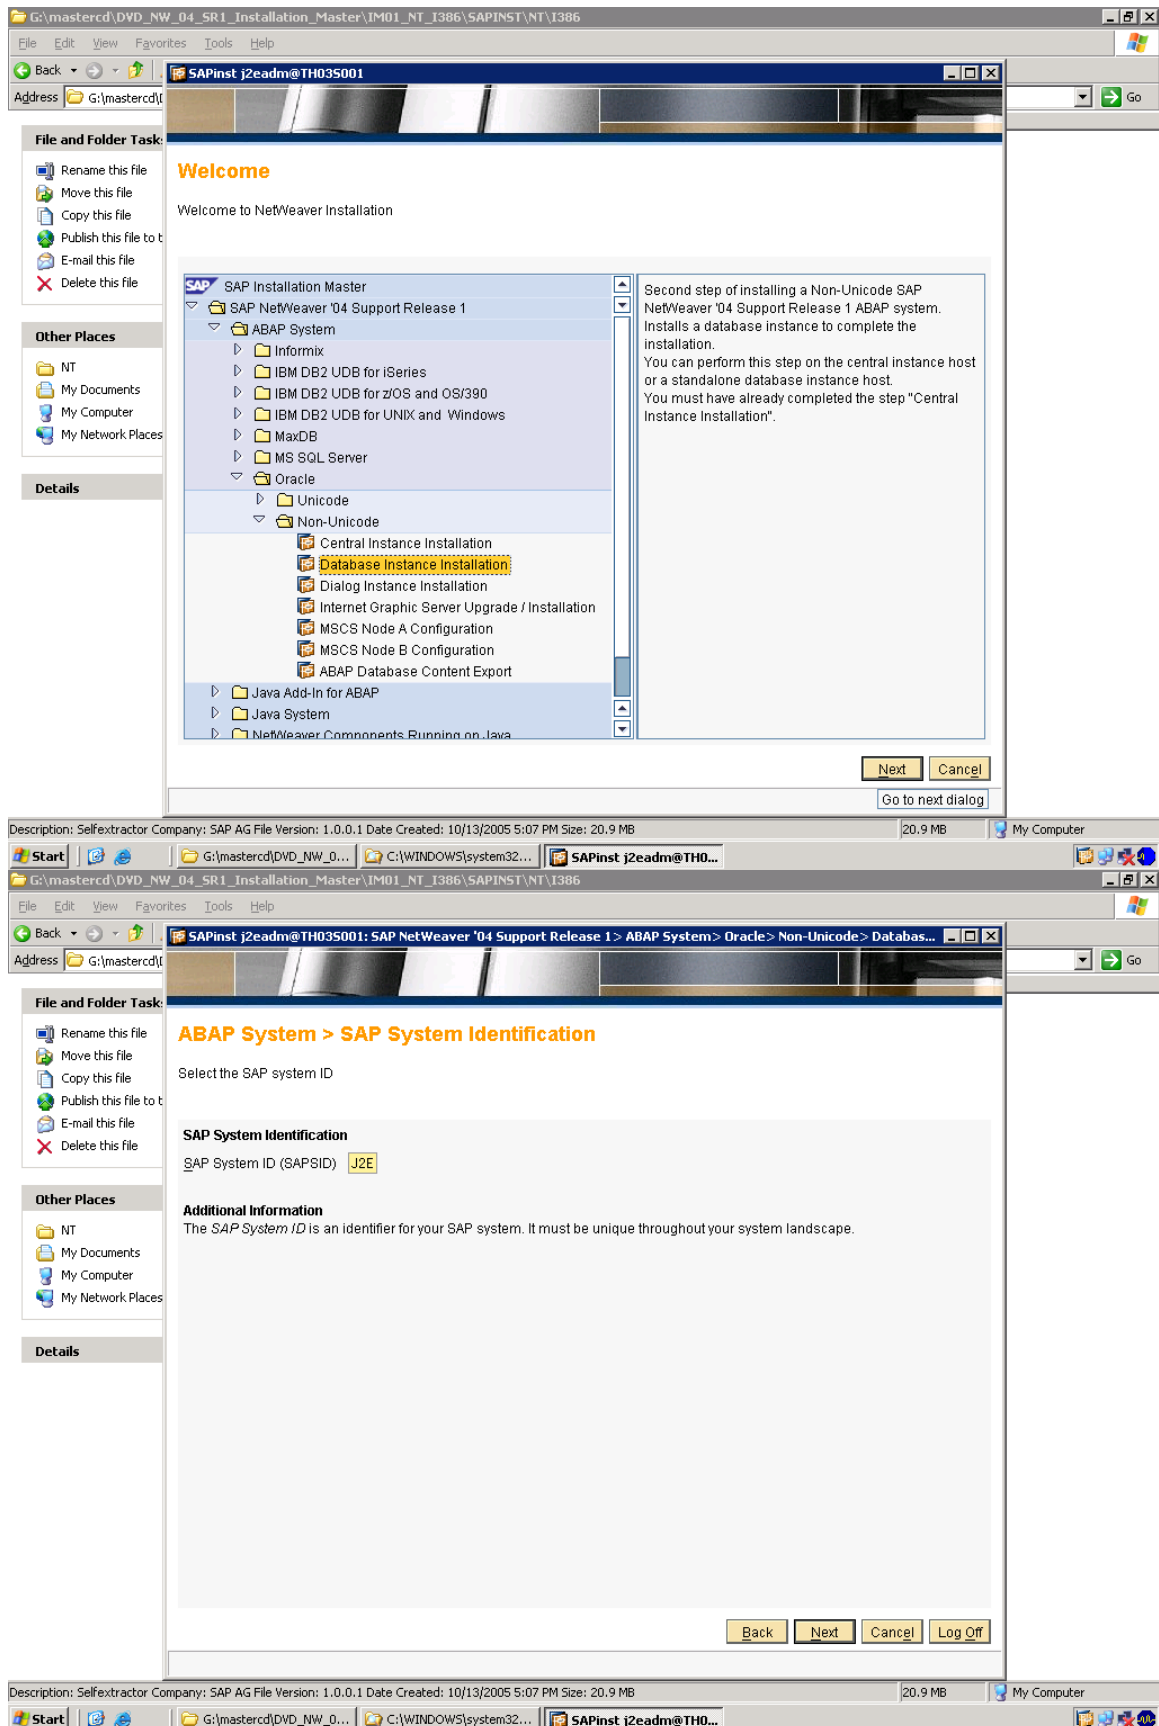 G:\mastercd\DVD_NW_04_SR1_Installation_Master\IM01_NT_I386\SAPINST\NT\I386
File Edit View Favorites Tools Help
Back
SAPinst j2eadm@TH03S001
Address G:\mastercd\
Go
File and Folder Task
Rename this file
Move this file
Copy this file
Publish this file to t
E-mail this file
Delete this file
Other Places
NT
My Documents
My Computer
My Network Places
Details
Welcome
Welcome to NetWeaver Installation
SAP SAP Installation Master
SAP NetWeaver '04 Support Release 1
ABAP System
Informix
IBM DB2 UDB for iSeries
IBM DB2 UDB for z/OS and OS/390
IBM DB2 UDB for UNIX and Windows
MaxDB
MS SQL Server
Oracle
Unicode
Non-Unicode
Central Instance Installation
Database Instance Installation
Dialog Instance Installation
Internet Graphic Server Upgrade / Installation
MSCS Node A Configuration
MSCS Node B Configuration
ABAP Database Content Export
Java Add-In for ABAP
Java System
NetWeaver Components Running on Java
Second step of installing a Non-Unicode SAP
NetWeaver '04 Support Release 1 ABAP system.
Installs a database instance to complete the
installation.
You can perform this step on the central instance host
or a standalone database instance host.
You must have already completed the step "Central
Instance Installation".
Next Cancel
Go to next dialog
Description: Selfextractor Company: SAP AG File Version: 1.0.0.1 Date Created: 10/13/2005 5:07 PM Size: 20.9 MB 20.9 MB My Computer
Start G:\mastercd\DVD_NW_0... C:\WINDOWS\system32... SAPinst j2eadm@TH0...
G:\mastercd\DVD_NW_04_SR1_Installation_Master\IM01_NT_I386\SAPINST\NT\I386
File Edit View Favorites Tools Help
Back
SAPinst j2eadm@TH03S001: SAP NetWeaver '04 Support Release 1> ABAP System> Oracle> Non-Unicode> Databas...
Address G:\mastercd\
Go
File and Folder Task
Rename this file
Move this file
Copy this file
Publish this file to t
E-mail this file
Delete this file
Other Places
NT
My Documents
My Computer
My Network Places
Details
ABAP System > SAP System Identification
Select the SAP system ID
SAP System Identification
SAP System ID (SAPSID) J2E
Additional Information
The SAP System ID is an identifier for your SAP system. It must be unique throughout your system landscape.
Back Next Cancel Log Off
Description: Selfextractor Company: SAP AG File Version: 1.0.0.1 Date Created: 10/13/2005 5:07 PM Size: 20.9 MB 20.9 MB My Computer
Start G:\mastercd\DVD_NW_0... C:\WINDOWS\system32... SAPinst j2eadm@TH0...